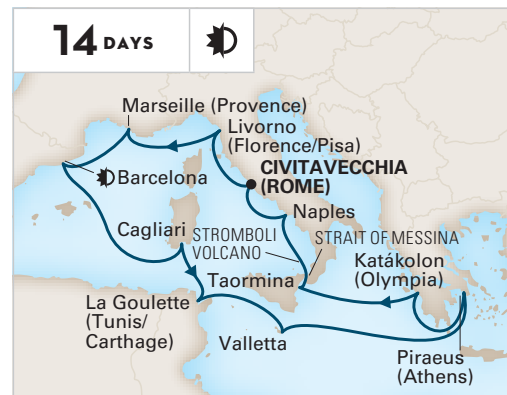 14 DAYS
Marseille (Provence)
Livorno
(Florence/Pisa)
CIVITAVECCHIA
(ROME)
Barcelona
Naples
Cagliari
STROMBOLI
VOLCANO
STRAIT OF MESSINA
Katákolon
(Olympia)
Taormina
La Goulette
(Tunis/
Carthage)
Valletta
Piraeus
(Athens)